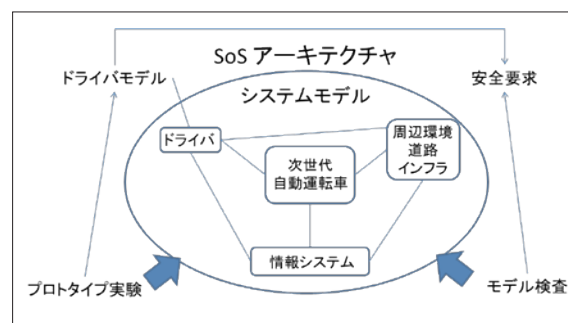 SoS アーキテクチャ
ドライバモデル
安全要求
システムモデル
ドライバ
周辺環境
道路
インフラ
次世代
自動運転車
情報システム
プロトタイプ実験
モデル検査